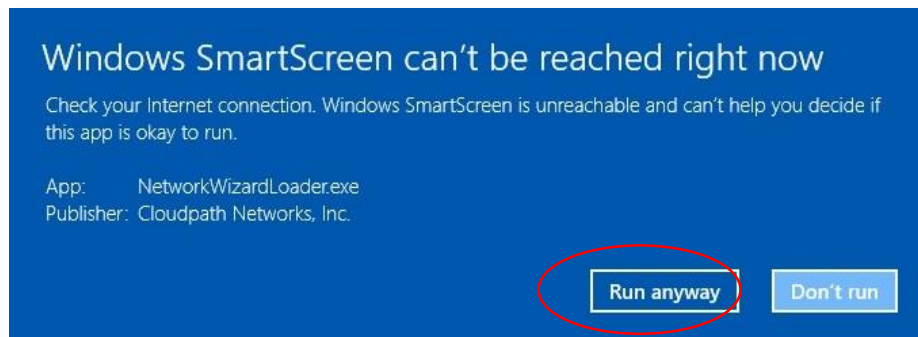 Windows SmartScreen can't be reached right now
Check your Internet connection. Windows SmartScreen is unreachable and can't help you decide if
this app is okay to run.
App: NetworkWizardLoader.exe
Publisher: Cloudpath Networks, Inc.
Run anyway Don't run